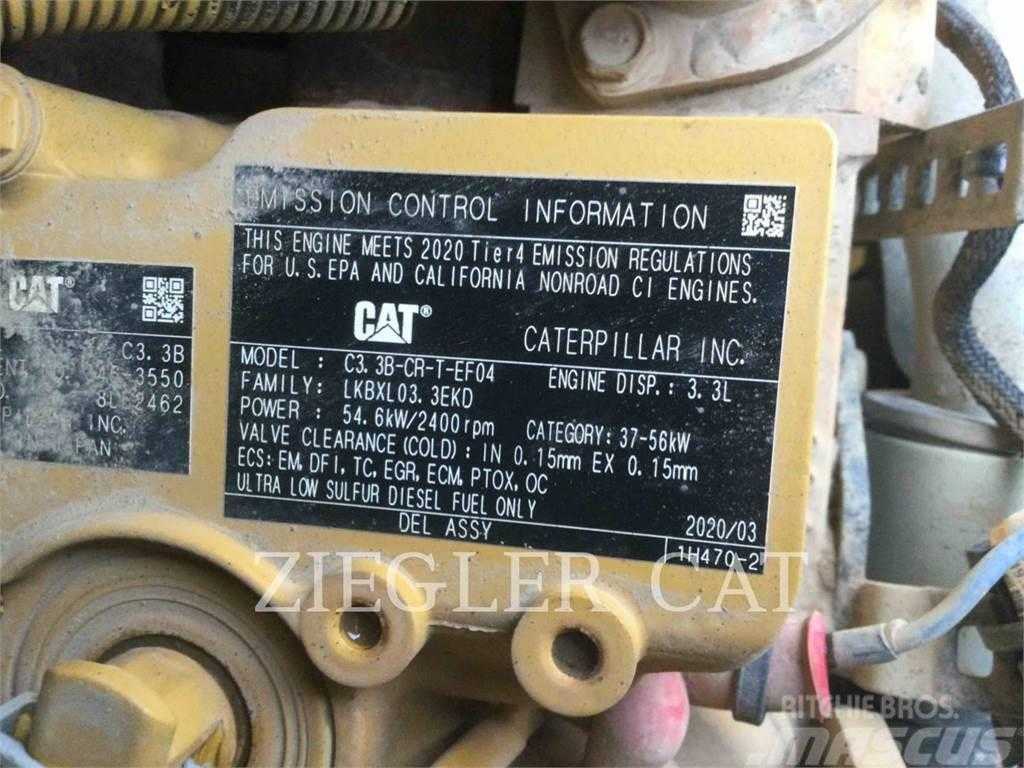 EMISSION CONTROL INFORMATION
THIS ENGINE MEETS 2020 Tier4 EMISSION REGULATIONS
FOR U.S. EPA AND CALIFORNIA NONROAD CI ENGINES.
CAT® CATERPILLAR INC.
MODEL : C3.3B-CR-T-EF04 ENGINE DISP.: 3.3L
FAMILY: LKBXL03.3EKD
POWER : 54.6kW/2400rpm CATEGORY: 37-56kW
VALVE CLEARANCE (COLD) : IN 0.15mm EX 0.15mm
ECS: EM, DFI, TC, EGR, ECM, PTOX, OC
ULTRA LOW SULFUR DIESEL FUEL ONLY
DEL ASSY 2020/03
1H470-2
CAT®
C3.3B
3550
2462
INC.
PAN
ZIEGLER CAT
RITCHIE BROS.
MASCUS